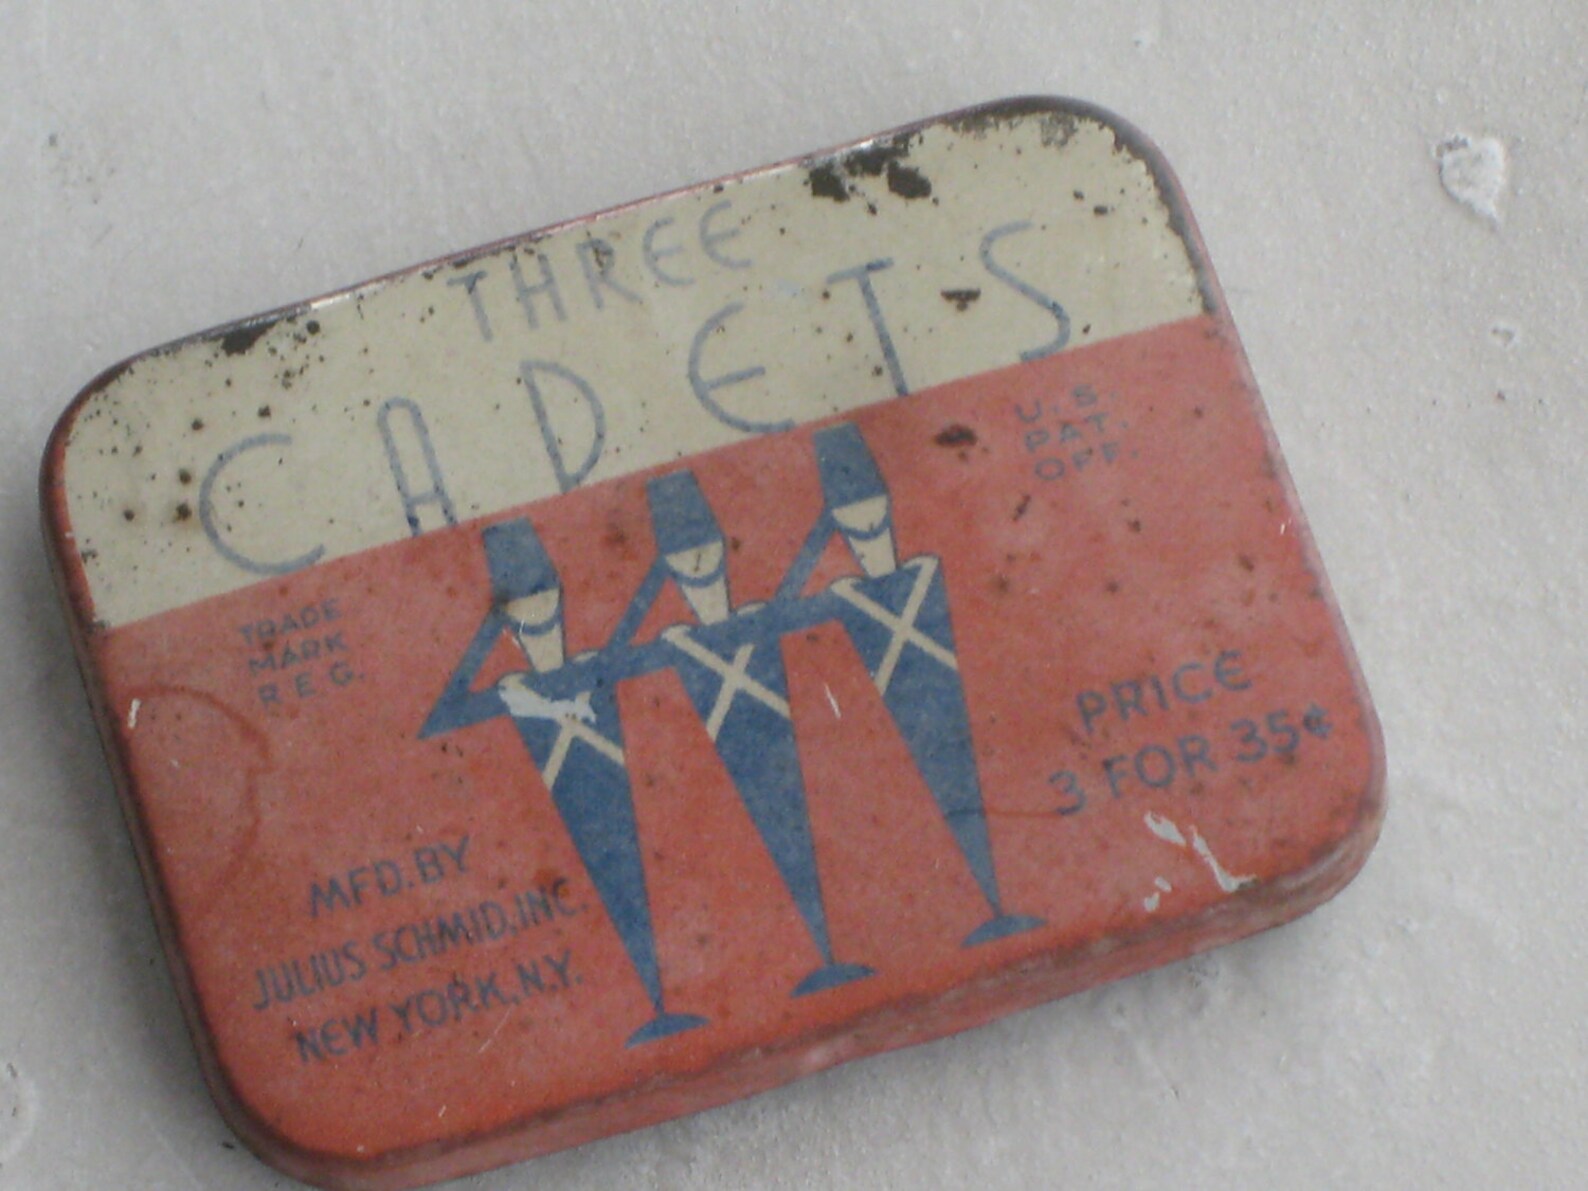 THREE
CADETS
TRADE
MARK
REG.
U.S.
PAT.
OFF.
PRICE
3 FOR 35¢
MFD. BY
JULIUS SCHMID, INC.
NEW YORK, N.Y.